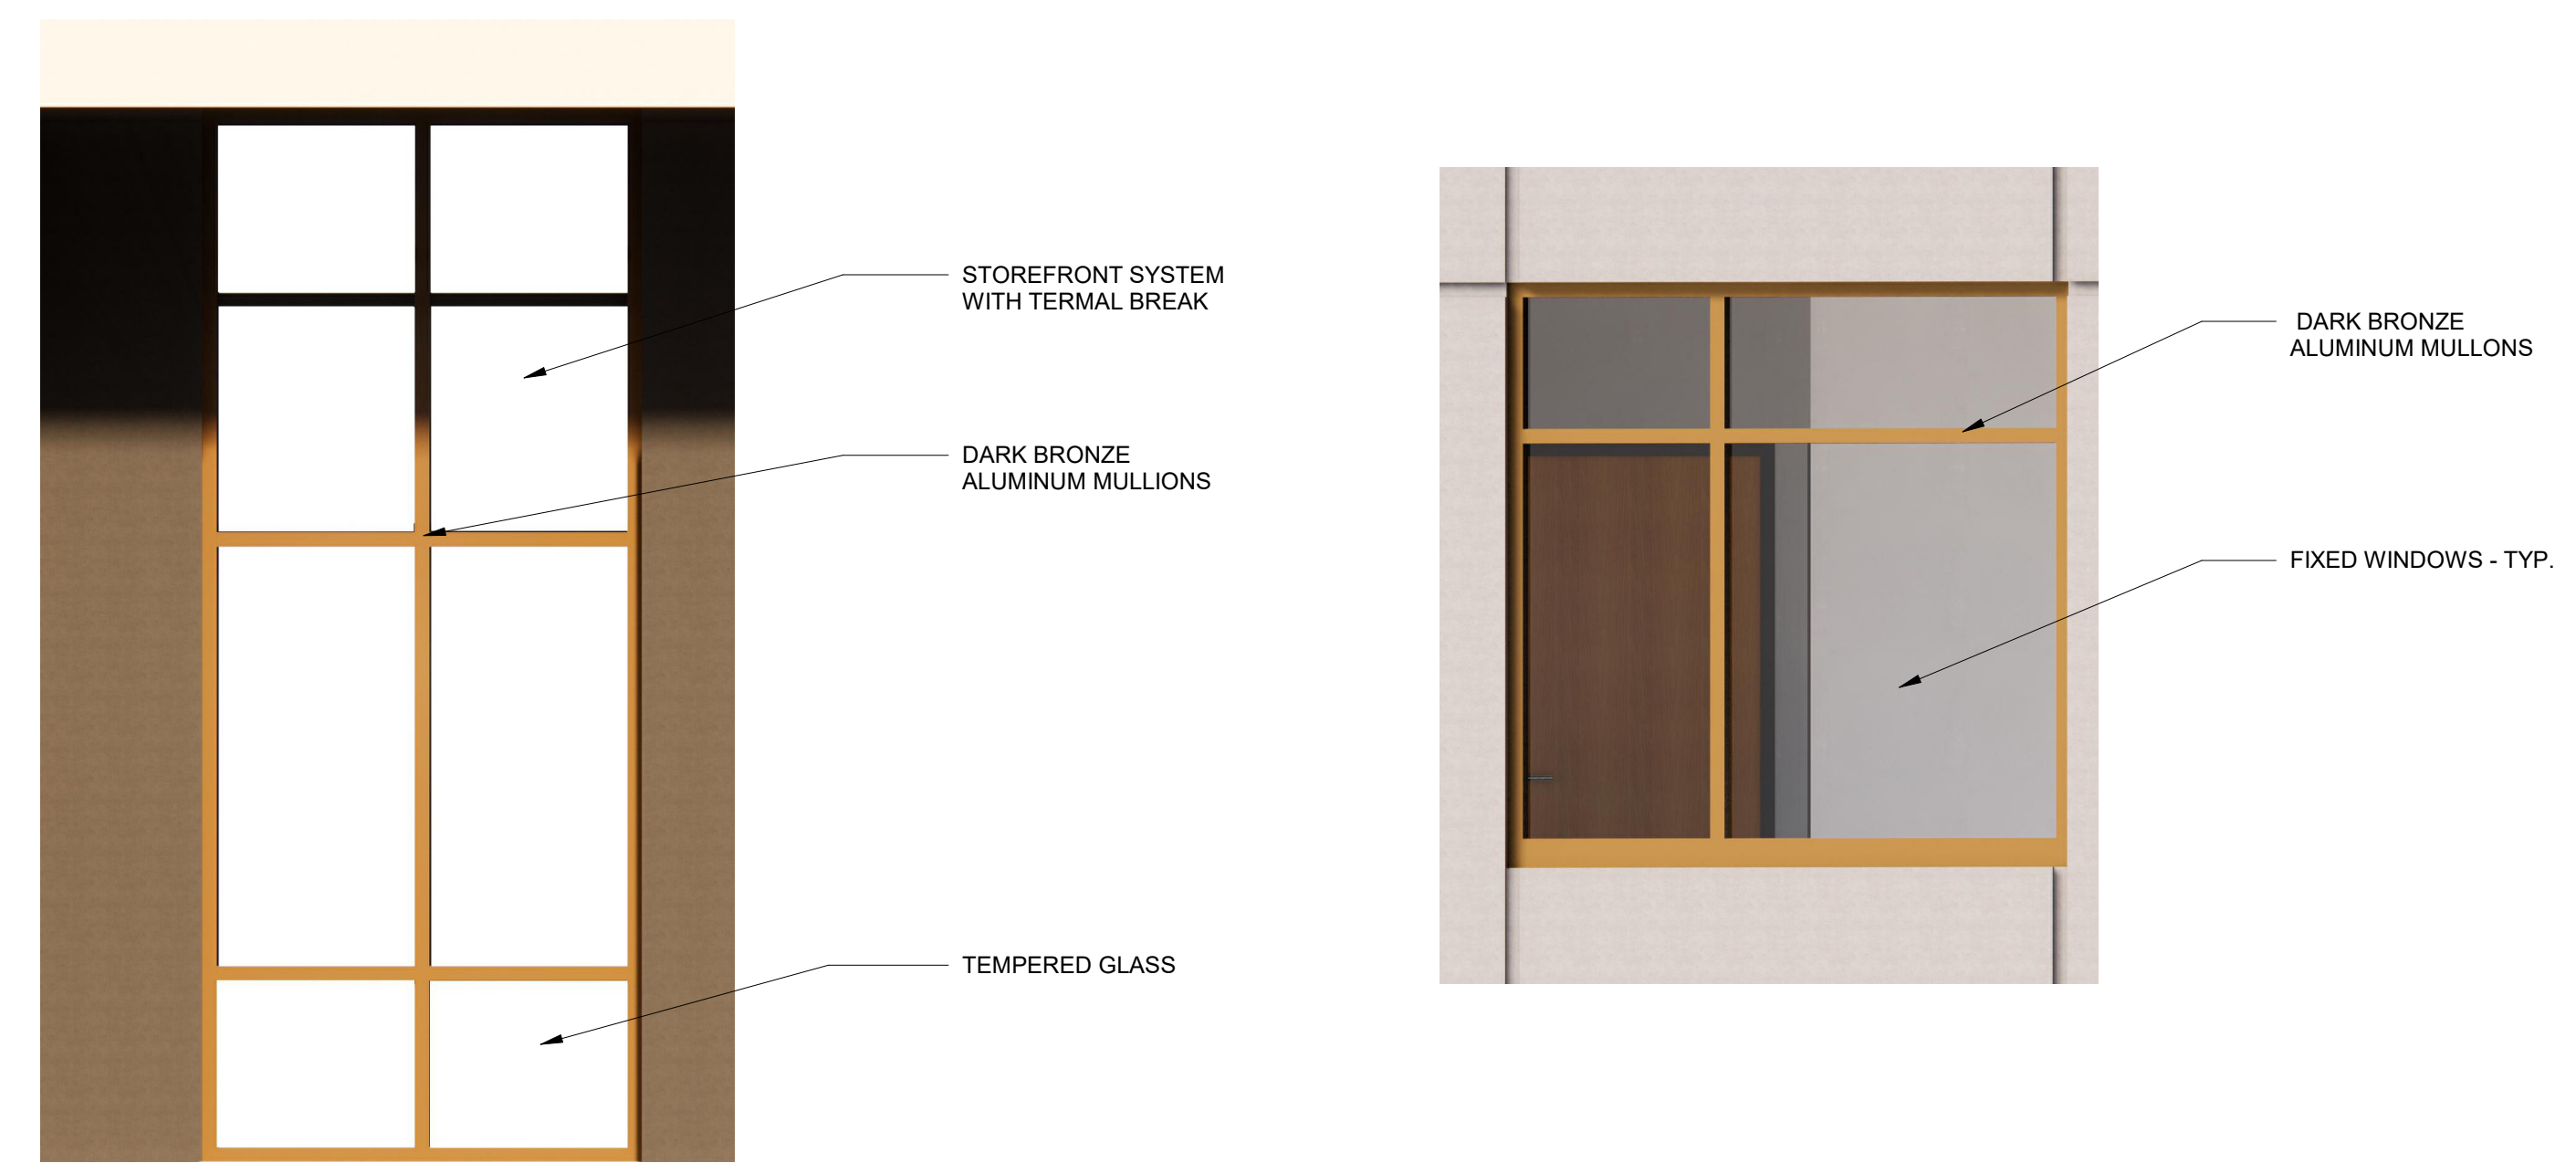 STOREFRONT SYSTEM
WITH TERMAL BREAK
DARK BRONZE
ALUMINUM MULLIONS
TEMPERED GLASS
DARK BRONZE
ALUMINUM MULLONS
FIXED WINDOWS - TYP.